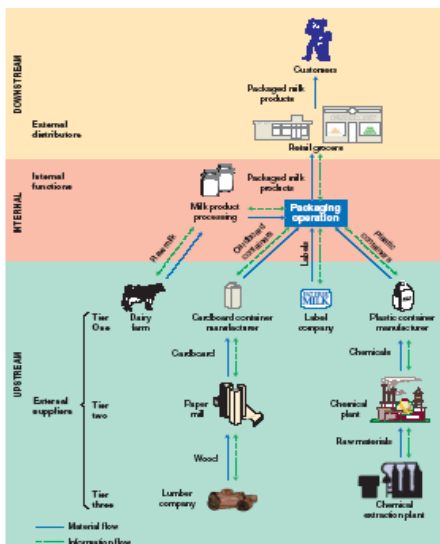 DOWNSTREAM
Customers
Packaged milk
products
External
distributors
Retail grocers
INTERNAL
Internal
functions
Packaged milk
products
Milk product
processing
Packaging
operation
Raw milk
Cardboard
containers
Labels
Plastic
containers
UPSTREAM
External
suppliers
Tier
One
Dairy
farm
Cardboard container
manufacturer
MILK
Label
company
Plastic container
manufacturer
Cardboard
Chemicals
Tier
two
Paper
mill
Chemical
plant
Wood
Raw materials
Tier
three
Lumber
company
Chemical
extraction plant
Material flow
Information flow